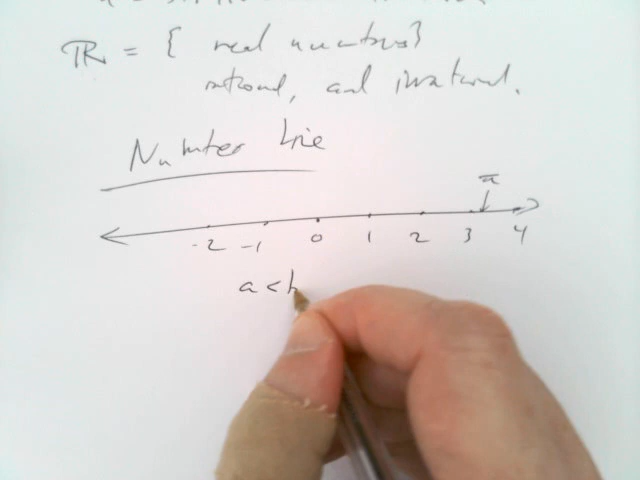 ℝ = { real numbers}
rational, and irrational.
Number line
π
-2 -1 0 1 2 3 4
a < b